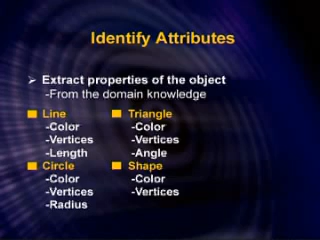 Identify Attributes
➢ Extract properties of the object
-From the domain knowledge
■ Line
-Color
-Vertices
-Length
■ Circle
-Color
-Vertices
-Radius
■ Triangle
-Color
-Vertices
-Angle
■ Shape
-Color
-Vertices